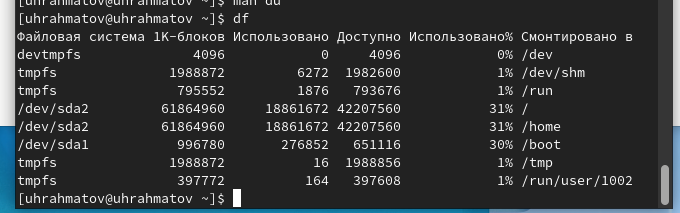 [uhrahmatov@uhrahmatov ~]$ man du
[uhrahmatov@uhrahmatov ~]$ df
Файловая система 1K-блоков Использовано Доступно Использовано% Смонтировано в
devtmpfs 4096 0 4096 0% /dev
tmpfs 1988872 6272 1982600 1% /dev/shm
tmpfs 795552 1876 793676 1% /run
/dev/sda2 61864960 18861672 42207560 31% /
/dev/sda2 61864960 18861672 42207560 31% /home
/dev/sda1 996780 276852 651116 30% /boot
tmpfs 1988872 16 1988856 1% /tmp
tmpfs 397772 164 397608 1% /run/user/1002
[uhrahmatov@uhrahmatov ~]$